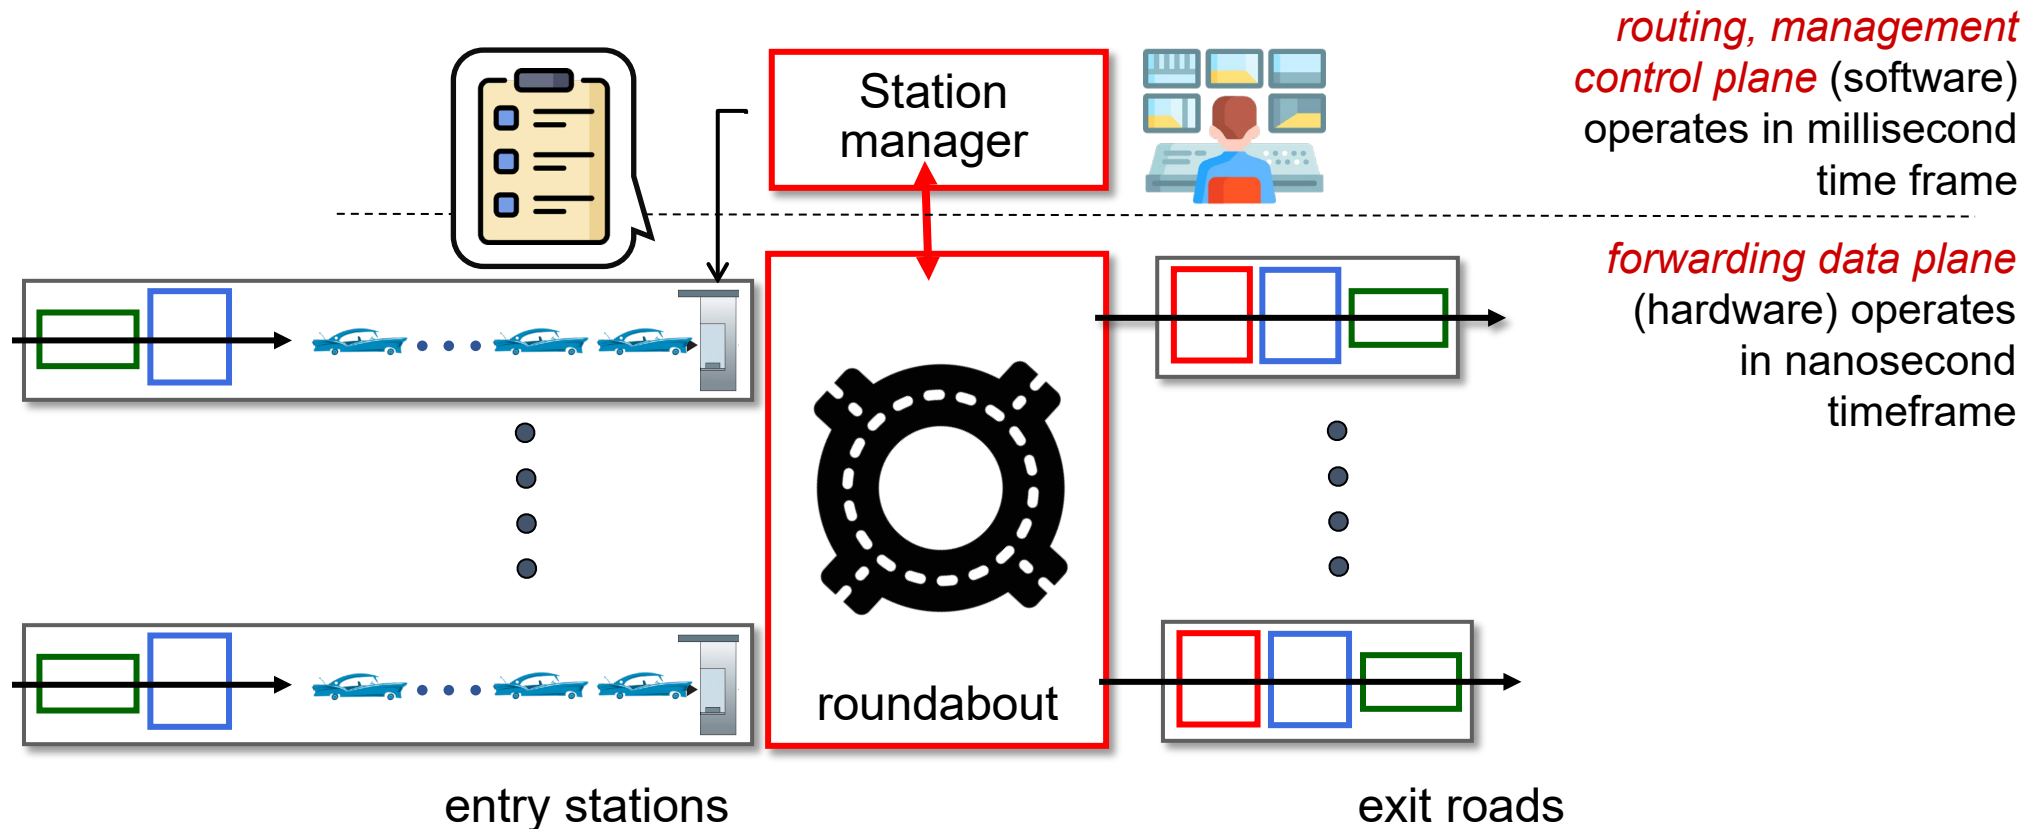 routing, management
control plane (software)
operates in millisecond
time frame
Station
manager
forwarding data plane
(hardware) operates
in nanosecond
timeframe
roundabout
entry stations
exit roads